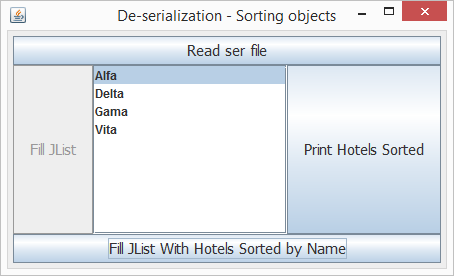 De-serialization - Sorting objects
Read ser file
Fill JList
Alfa
Delta
Gama
Vita
Print Hotels Sorted
Fill JList With Hotels Sorted by Name